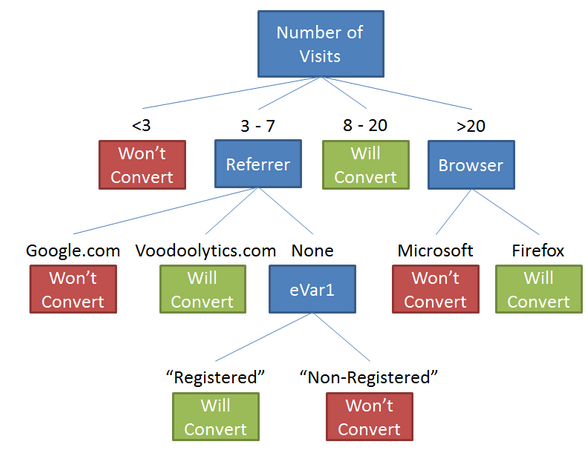 Number of
Visits
<3
3 - 7
8 - 20
>20
Won't
Convert
Referrer
Will
Convert
Browser
Google.com
Voodoolytics.com
None
Microsoft
Firefox
Won't
Convert
Will
Convert
eVar1
Won't
Convert
Will
Convert
“Registered”
“Non-Registered”
Will
Convert
Won't
Convert